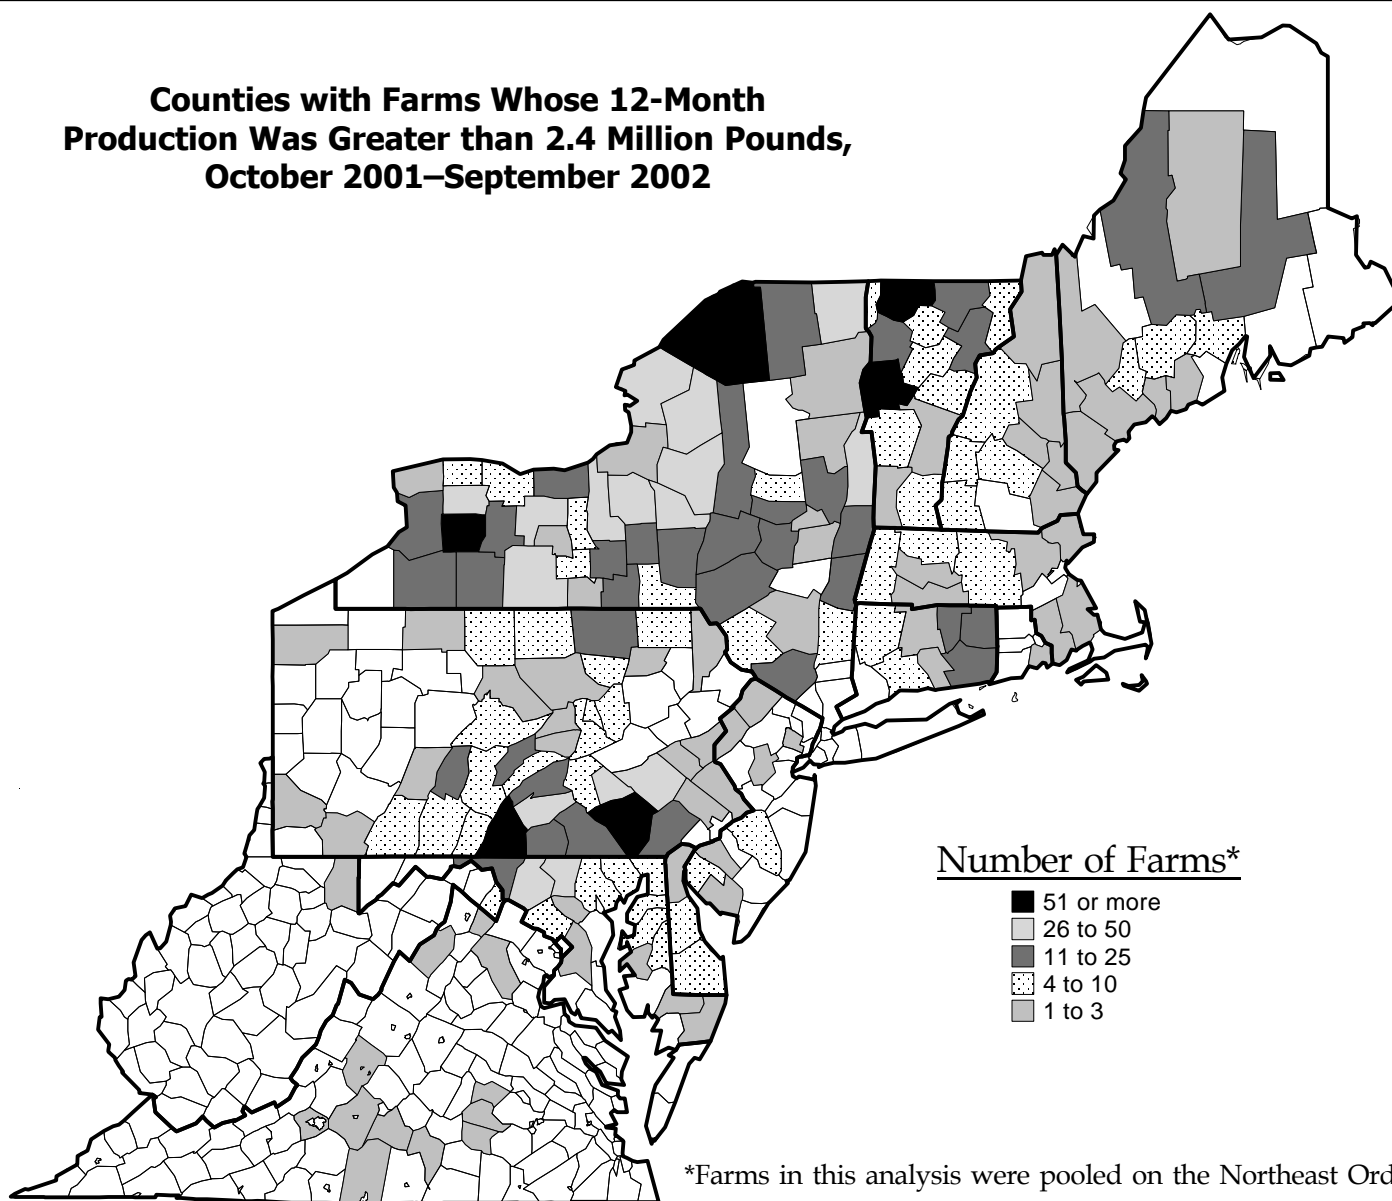 Counties with Farms Whose 12-Month
Production Was Greater than 2.4 Million Pounds,
October 2001–September 2002
Number of Farms*
51 or more
26 to 50
11 to 25
4 to 10
1 to 3
*Farms in this analysis were pooled on the Northeast Ord